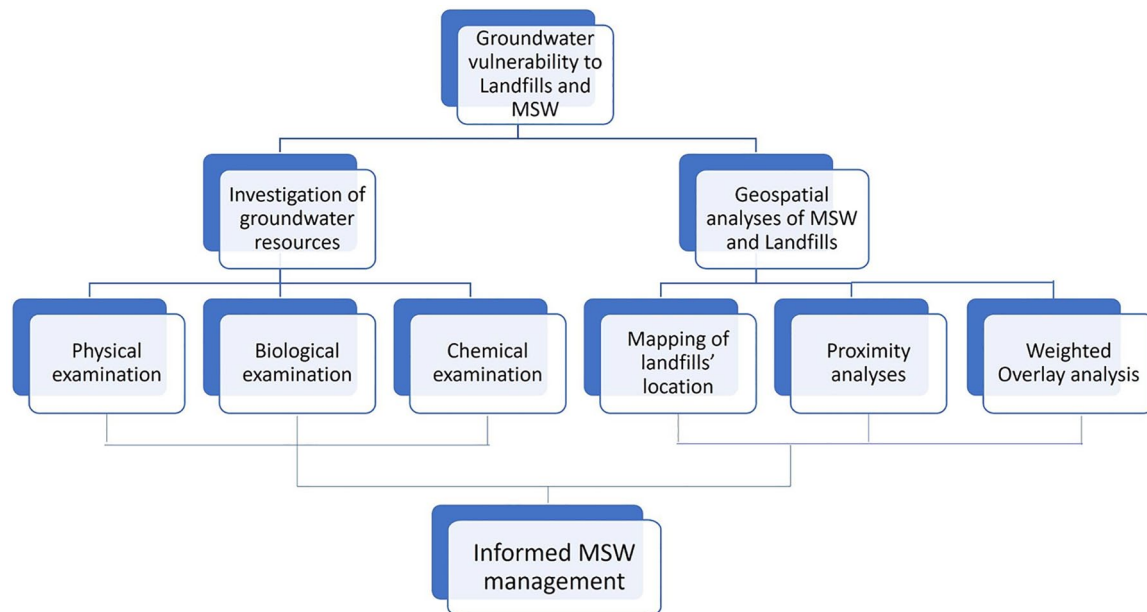 Groundwater
vulnerability to
Landfills and
MSW
Investigation of
groundwater
resources
Geospatial
analyses of MSW
and Landfills
Physical
examination
Biological
examination
Chemical
examination
Mapping of
landfills'
location
Proximity
analyses
Weighted
Overlay analysis
Informed MSW
management